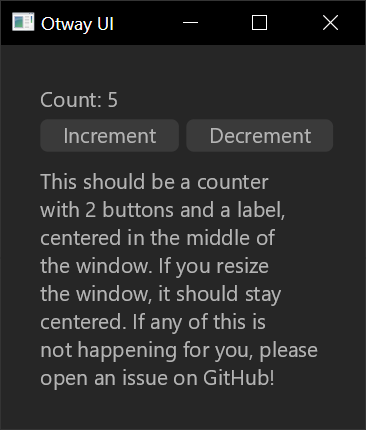 Otway UI
Count: 5
Increment Decrement
This should be a counter
with 2 buttons and a label,
centered in the middle of
the window. If you resize
the window, it should stay
centered. If any of this is
not happening for you, please
open an issue on GitHub!